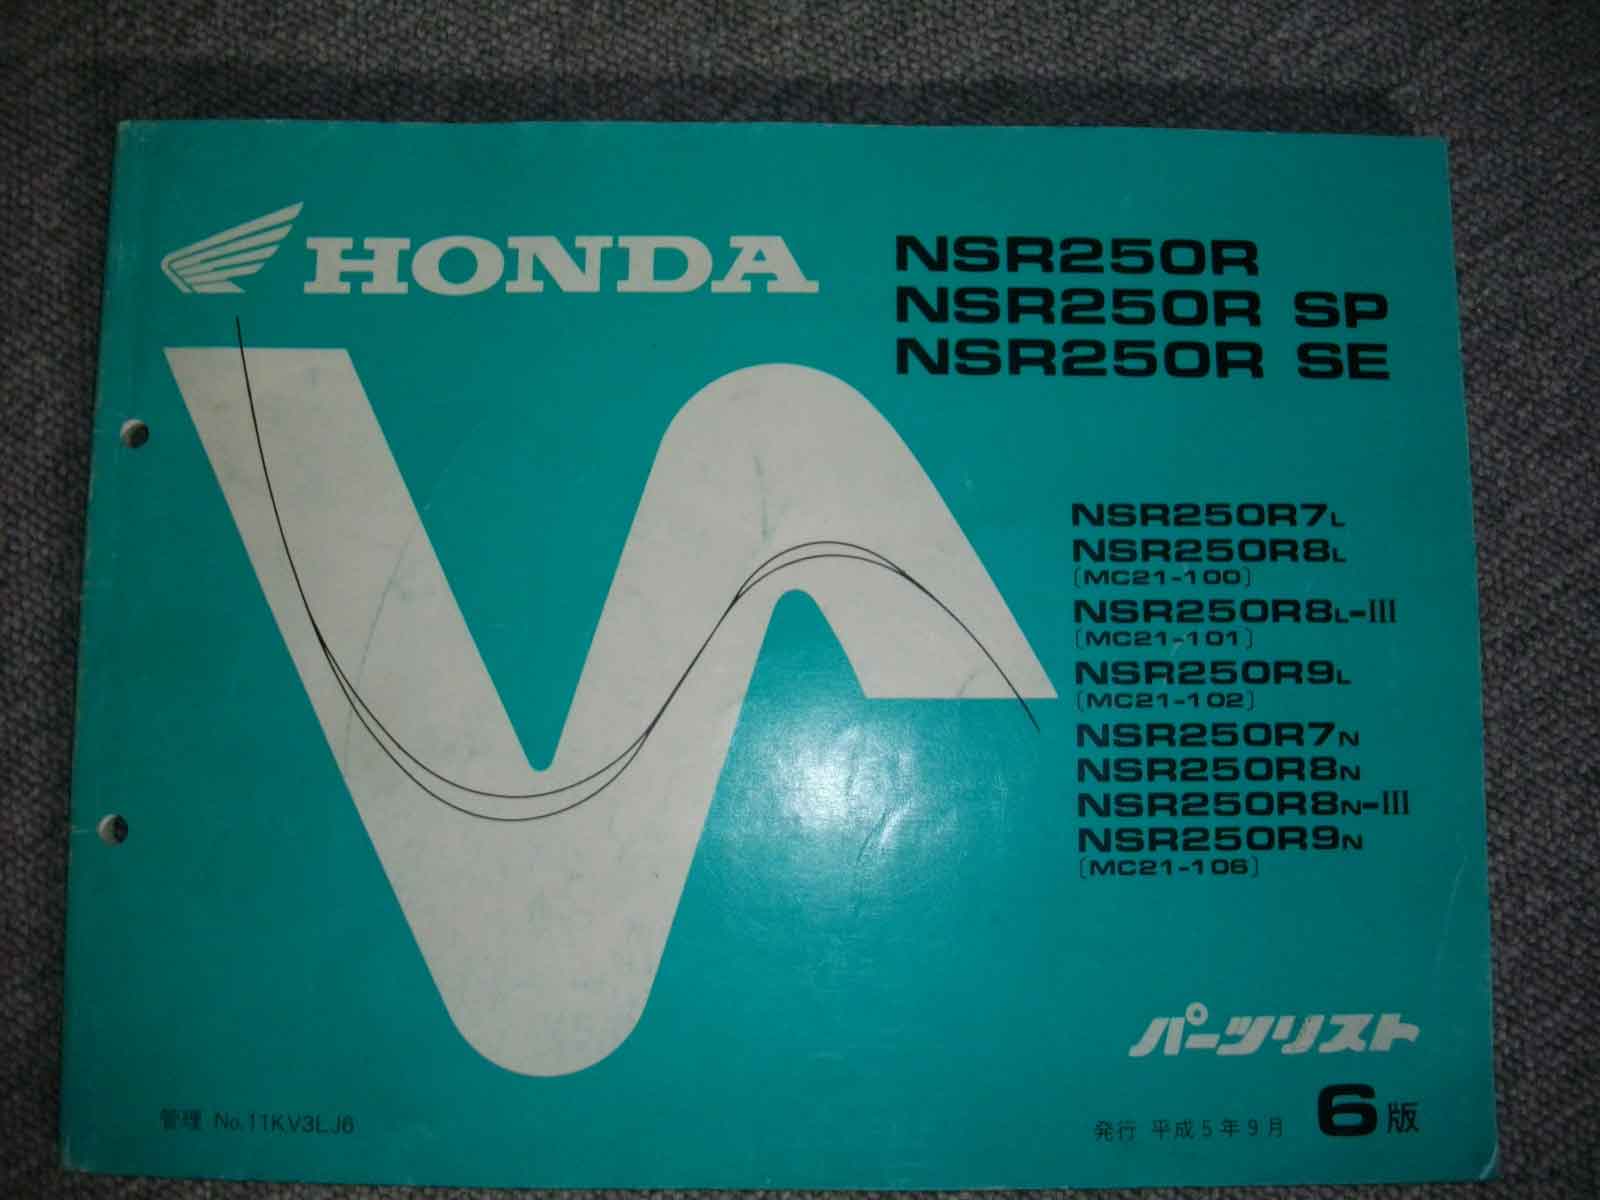 HONDA
NSR250R
NSR250R SP
NSR250R SE
NSR250R7L
NSR250R8L
[MC21-100]
NSR250R8L-III
[MC21-101]
NSR250R9L
[MC21-102]
NSR250R7N
NSR250R8N
NSR250R8N-III
NSR250R9N
[MC21-106]
パーツリスト
管理 No.11KV3LJ6
発行 平成5年9月 6版